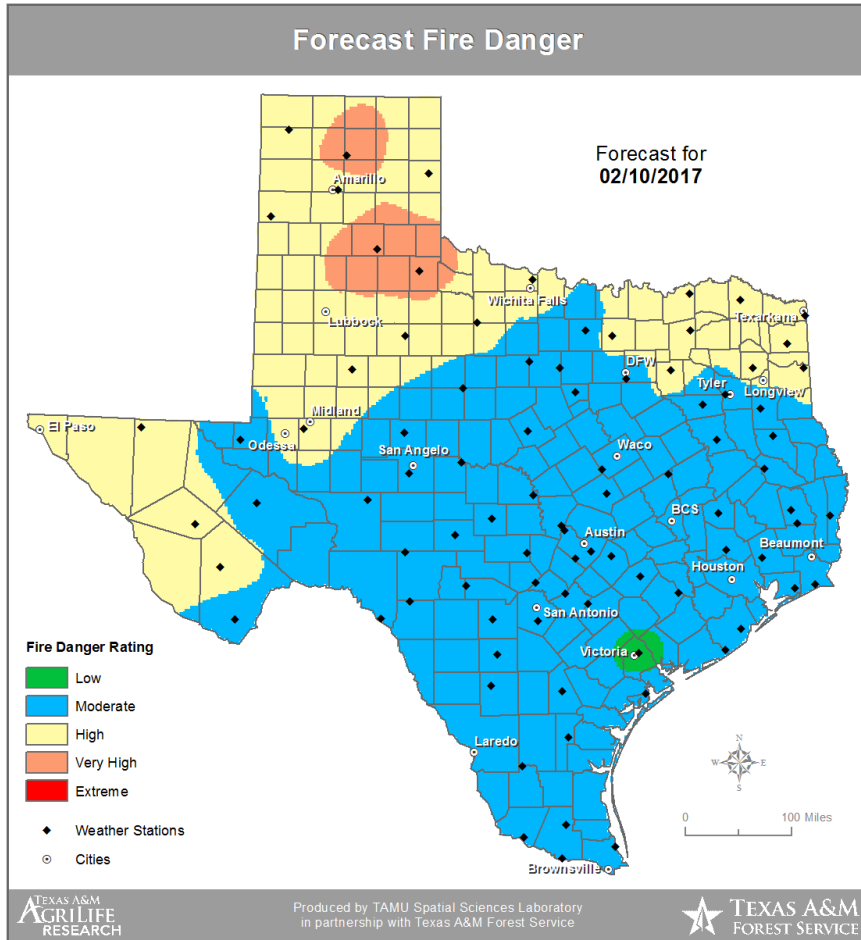 Forecast Fire Danger
Forecast for
02/10/2017
Amarillo
Wichita Falls
Lubbock
Texarkana
DFW
Tyler
Longview
Midland
El Paso
Odessa
San Angelo
Waco
BCS
Austin
Beaumont
Houston
San Antonio
Victoria
Laredo
Brownsville
Fire Danger Rating
Low
Moderate
High
Very High
Extreme
Weather Stations
Cities
N
W
E
S
0
100 Miles
TEXAS A&M
AGRILIFE
RESEARCH
Produced by TAMU Spatial Sciences Laboratory
in partnership with Texas A&M Forest Service
TEXAS A&M
FOREST SERVICE